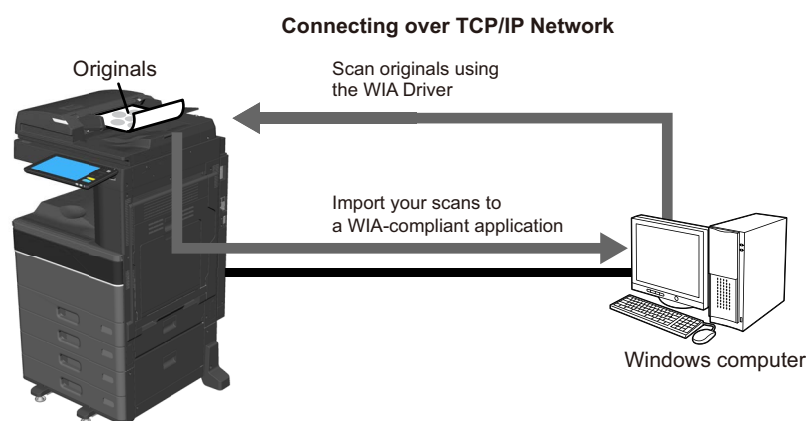 Connecting over TCP/IP Network
Originals
Scan originals using
the WIA Driver
Import your scans to
a WIA-compliant application
Windows computer